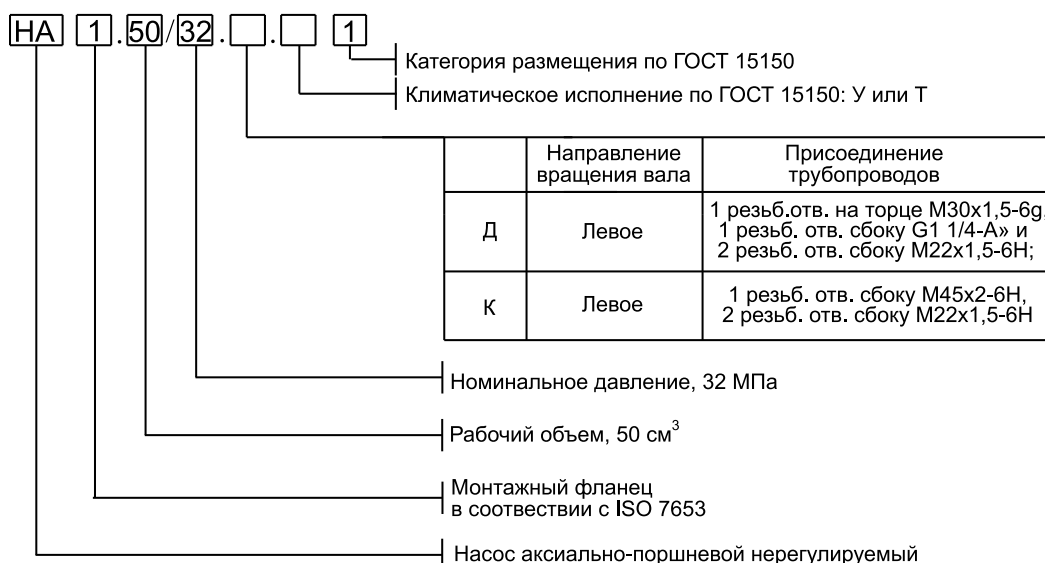 НА 1.50/32. . 1
Категория размещения по ГОСТ 15150
Климатическое исполнение по ГОСТ 15150: У или Т
Направление
вращения вала
Присоединение
трубопроводов
Д
Левое
1 резьб.отв. на торце М30х1,5-6g,
1 резьб. отв. сбоку G1 1/4-А» и
2 резьб. отв. сбоку М22х1,5-6Н;
К
Левое
1 резьб. отв. сбоку М45х2-6Н,
2 резьб. отв. сбоку М22х1,5-6Н
Номинальное давление, 32 МПа
Рабочий объем, 50 см³
Монтажный фланец
в соотвествии с ISO 7653
Насос аксиально-поршневой нерегулируемый